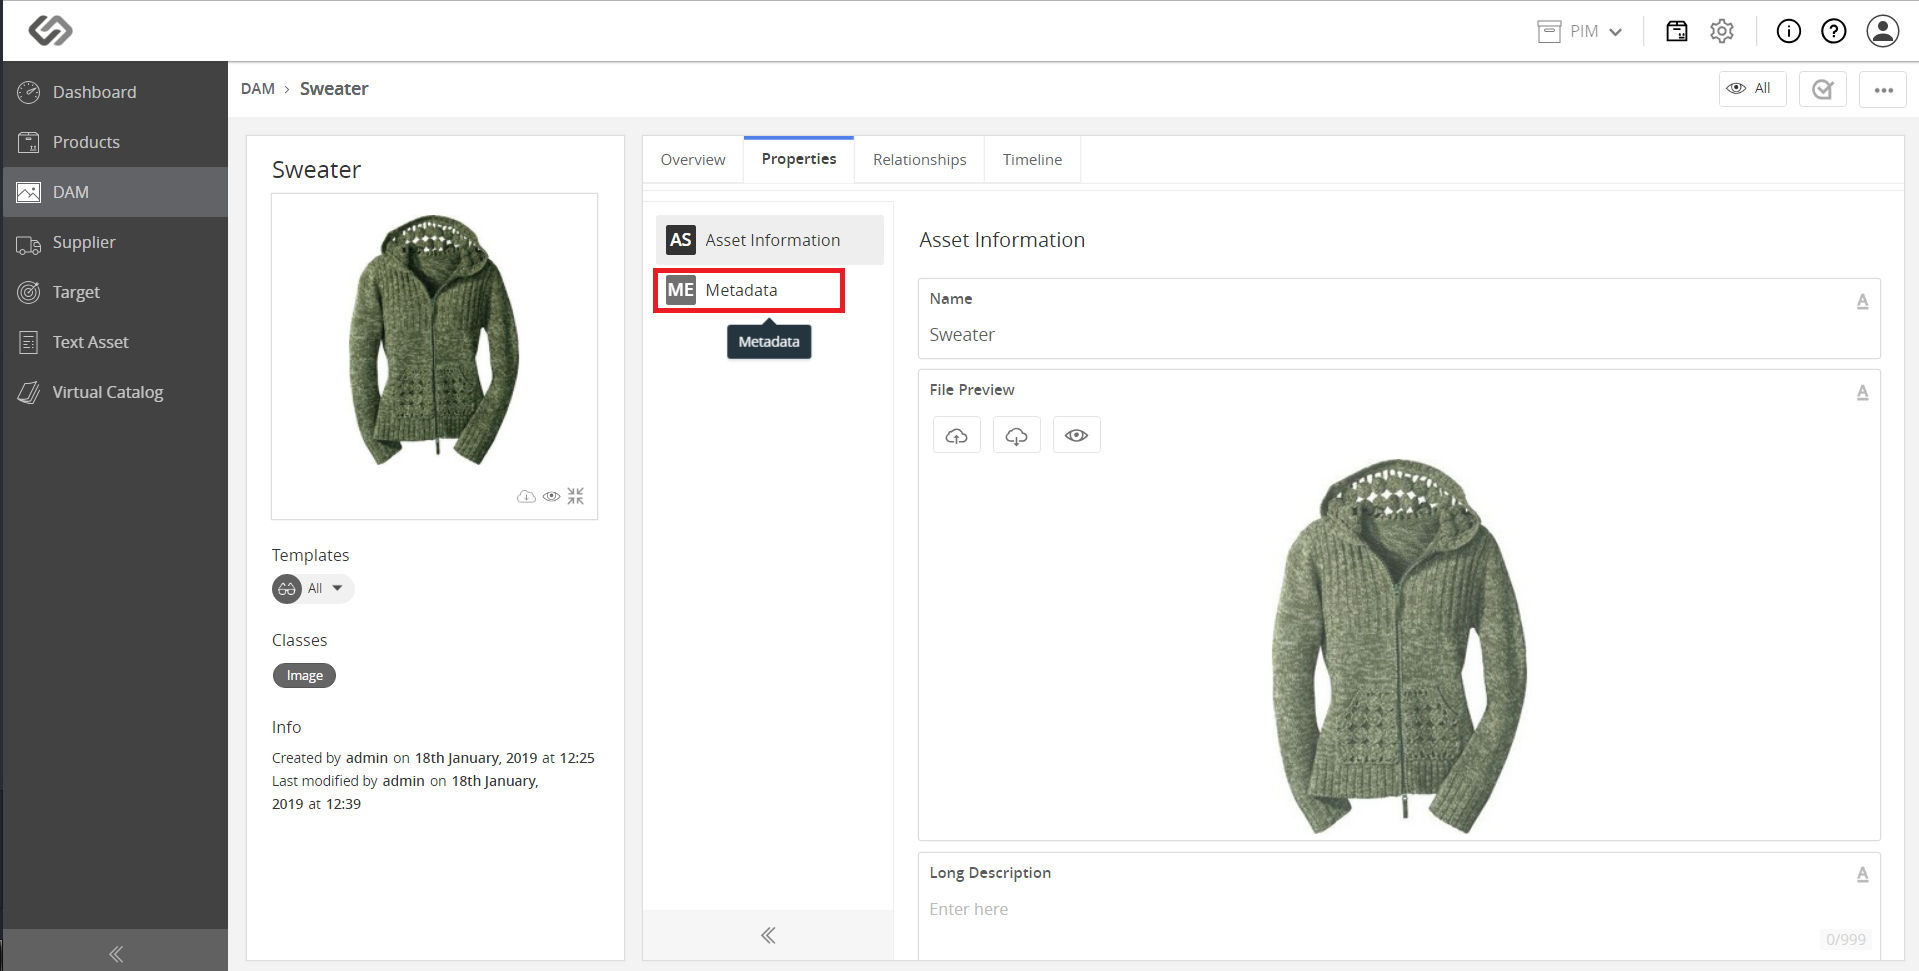 PIM
Dashboard
Products
DAM
Supplier
Target
Text Asset
Virtual Catalog
DAM › Sweater
All
Sweater
Templates
All
Classes
Image
Info
Created by admin on 18th January, 2019 at 12:25
Last modified by admin on 18th January,
2019 at 12:39
Overview
Properties
Relationships
Timeline
AS Asset Information
ME Metadata
Metadata
Asset Information
Name
A
Sweater
File Preview
A
Long Description
A
Enter here
0/999